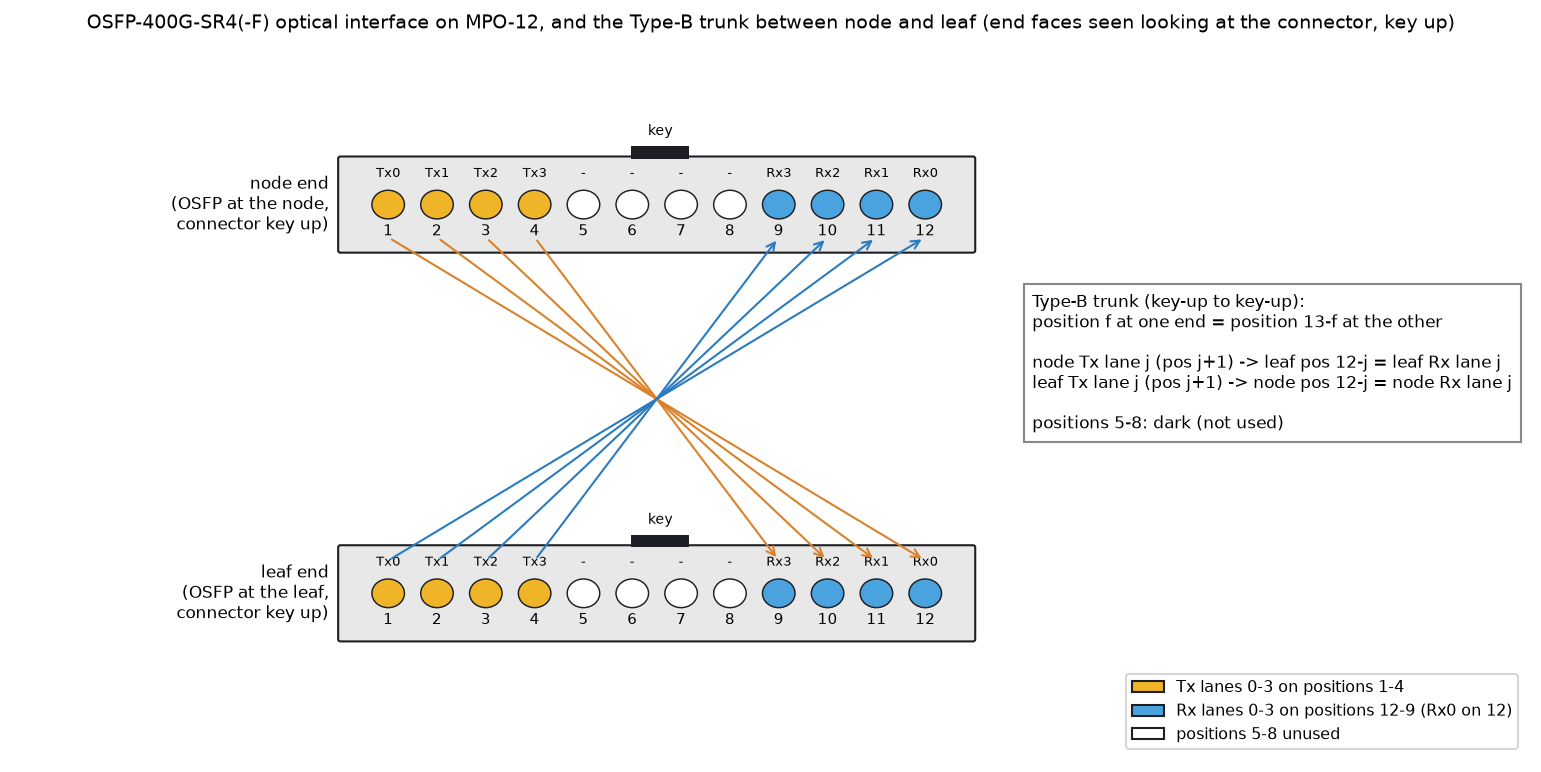 OSFP-400G-SR4(-F) optical interface on MPO-12, and the Type-B trunk between node and leaf (end faces seen looking at the connector, key up)
key
node end
(OSFP at the node,
connector key up)
Tx0 Tx1 Tx2 Tx3 - - - - Rx3 Rx2 Rx1 Rx0
1 2 3 4 5 6 7 8 9 10 11 12
Type-B trunk (key-up to key-up):
position f at one end = position 13-f at the other
node Tx lane j (pos j+1) -> leaf pos 12-j = leaf Rx lane j
leaf Tx lane j (pos j+1) -> node pos 12-j = node Rx lane j
positions 5-8: dark (not used)
key
leaf end
(OSFP at the leaf,
connector key up)
Tx0 Tx1 Tx2 Tx3 - - - - Rx3 Rx2 Rx1 Rx0
1 2 3 4 5 6 7 8 9 10 11 12
Tx lanes 0-3 on positions 1-4
Rx lanes 0-3 on positions 12-9 (Rx0 on 12)
positions 5-8 unused